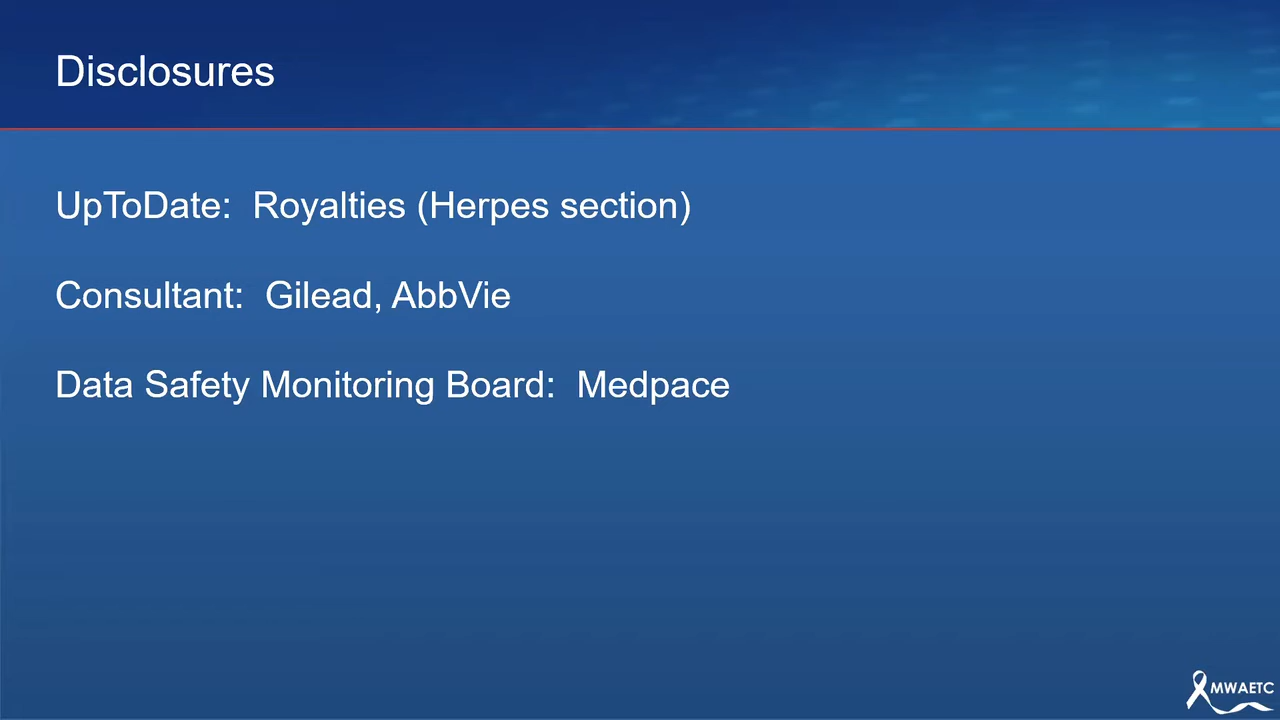 Disclosures
UpToDate:  Royalties (Herpes section)
Consultant:  Gilead, AbbVie
Data Safety Monitoring Board:  Medpace
MWAETC